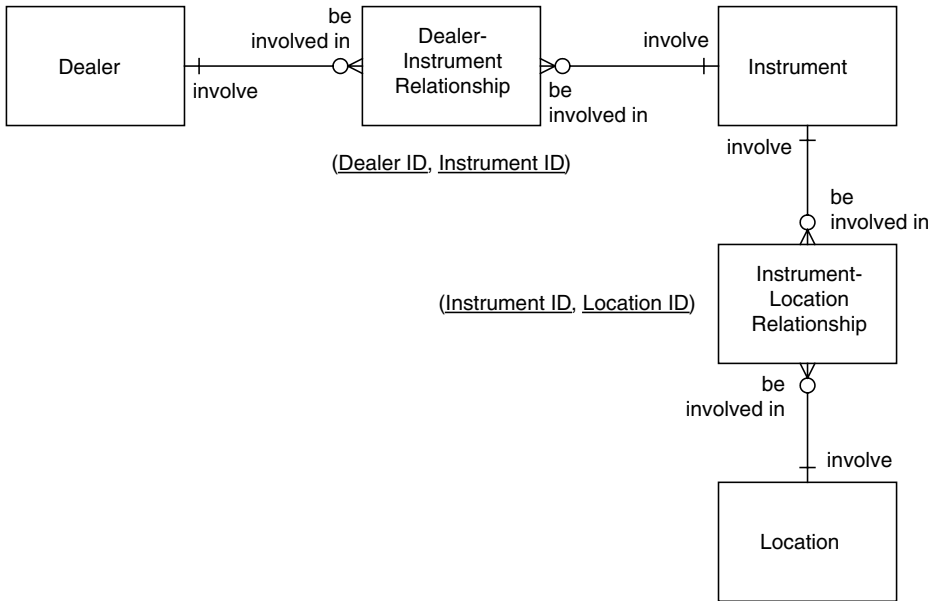 be
involved in
Dealer
involve
Dealer-
Instrument
Relationship
involve
be
involved in
Instrument
(Dealer ID, Instrument ID)
involve
be
involved in
(Instrument ID, Location ID)
Instrument-
Location
Relationship
be
involved in
involve
Location